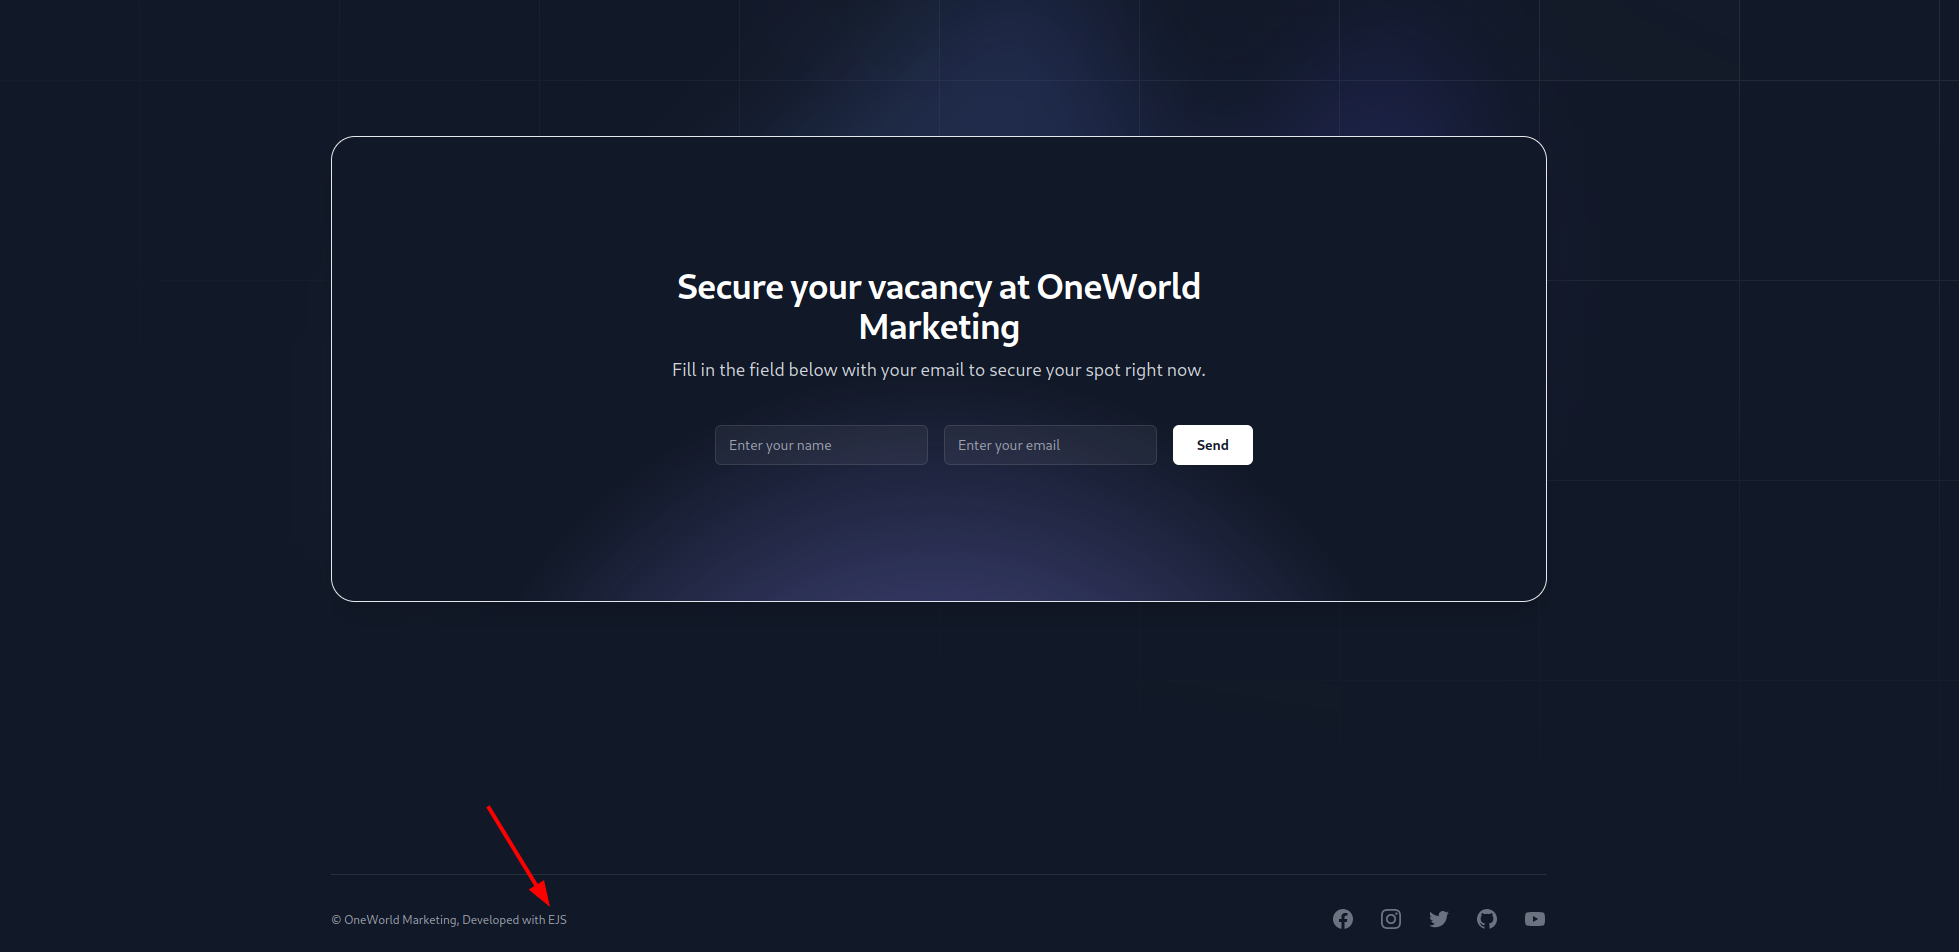 Secure your vacancy at OneWorld
Marketing
Fill in the field below with your email to secure your spot right now.
Enter your name
Enter your email
Send
© OneWorld Marketing, Developed with EJS